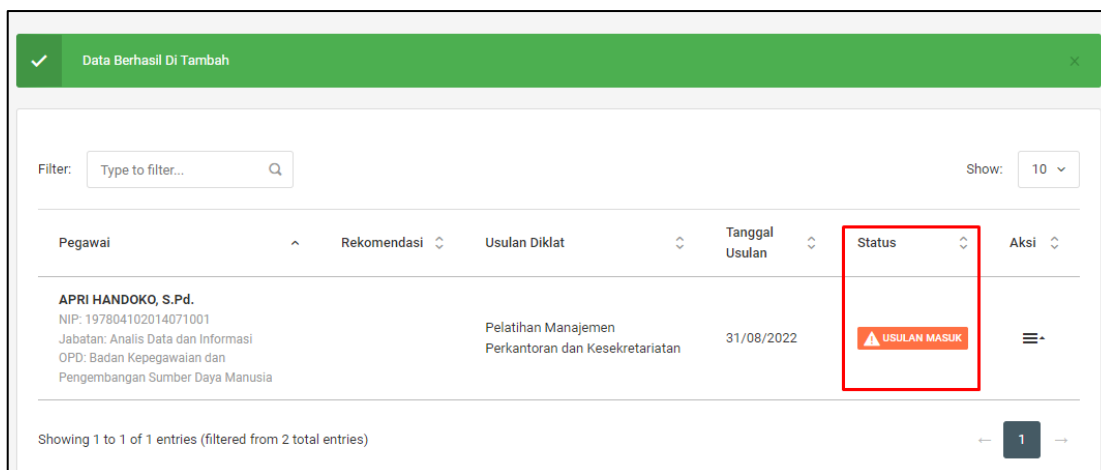 Data Berhasil Di Tambah
Filter: Type to filter... Show: 10
Pegawai Rekomendasi Usulan Diklat Tanggal Usulan Status Aksi
APRI HANDOKO, S.Pd.
NIP: 197804102014071001
Jabatan: Analis Data dan Informasi
OPD: Badan Kepegawaian dan
Pengembangan Sumber Daya Manusia
Pelatihan Manajemen
Perkantoran dan Kesekretariatan
31/08/2022
USULAN MASUK
Showing 1 to 1 of 1 entries (filtered from 2 total entries)
← 1 →